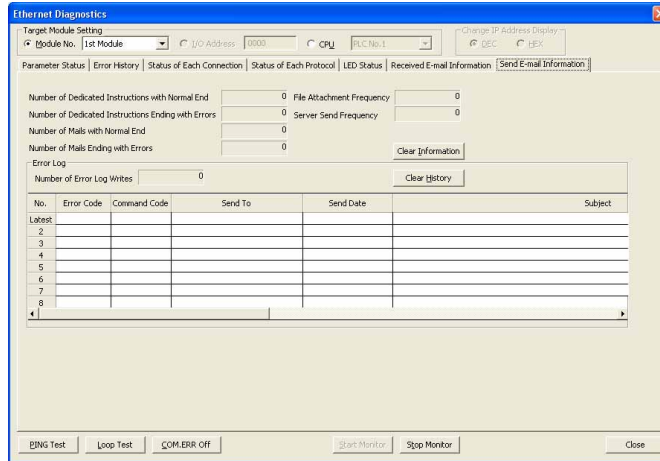 Ethernet Diagnostics
Target Module Setting
Module No. 1st Module I/O Address 0000 CPU PLC No.1
Change IP Address Display
DEC HEX
Parameter Status Error History Status of Each Connection Status of Each Protocol LED Status Received E-mail Information Send E-mail Information
Number of Dedicated Instructions with Normal End 0 File Attachment Frequency 0
Number of Dedicated Instructions Ending with Errors 0 Server Send Frequency 0
Number of Mails with Normal End 0
Number of Mails Ending with Errors 0 Clear Information
Error Log
Number of Error Log Writes 0 Clear History
No. Error Code Command Code Send To Send Date Subject
Latest
2
3
4
5
6
7
8
PING Test Loop Test COM.ERR Off Start Monitor Stop Monitor Close